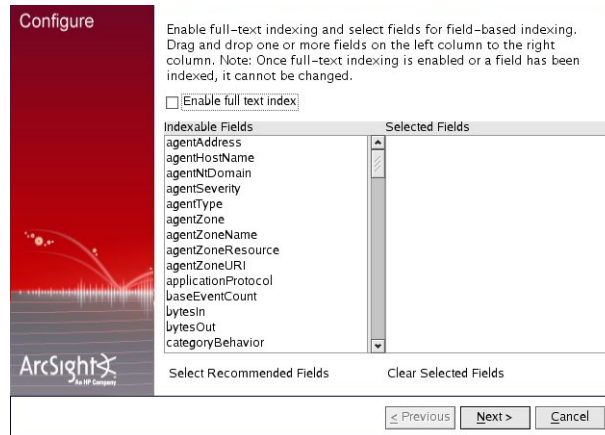 Configure
Enable full-text indexing and select fields for field-based indexing.
Drag and drop one or more fields on the left column to the right
column. Note: Once full-text indexing is enabled or a field has been
indexed, it cannot be changed.
Enable full text index
Indexable Fields
Selected Fields
agentAddress
agentHostName
agentNtDomain
agentSeverity
agentType
agentZone
agentZoneName
agentZoneResource
agentZoneURI
applicationProtocol
baseEventCount
bytesIn
bytesOut
categoryBehavior
ArcSight
An HP Company
Select Recommended Fields
Clear Selected Fields
< Previous
Next >
Cancel